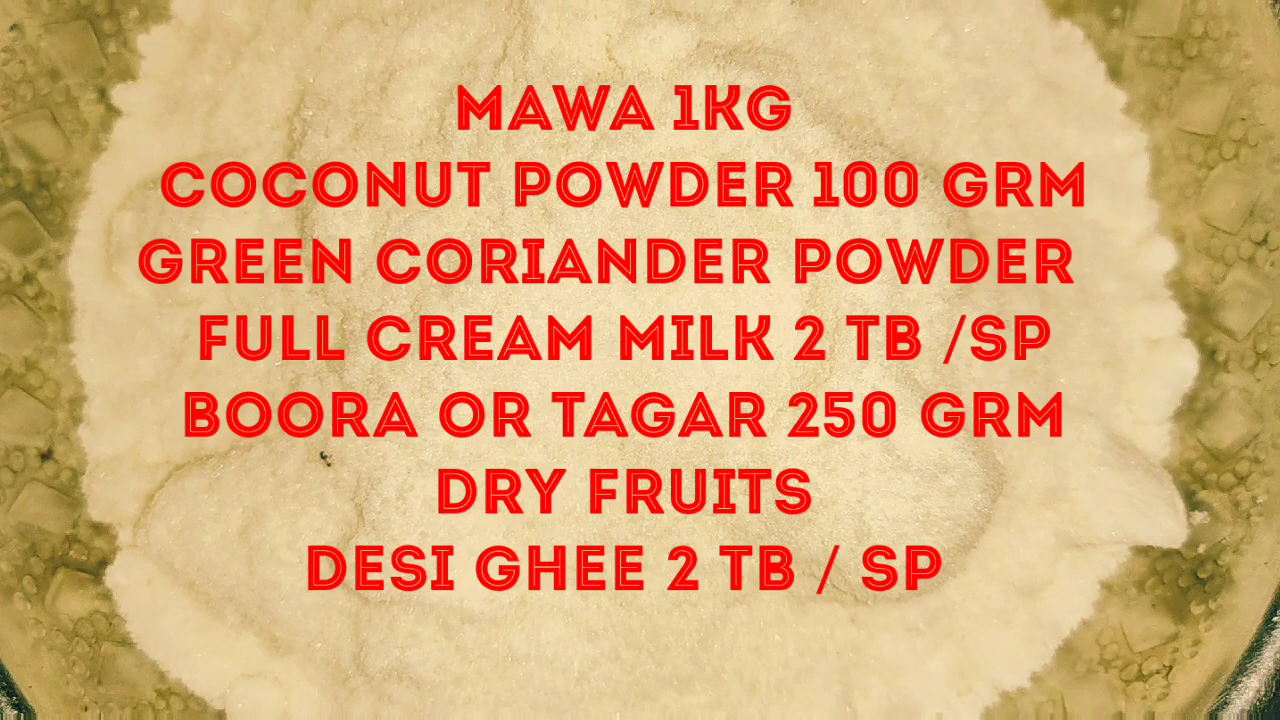 MAWA 1KG
COCONUT POWDER 100 GRM
GREEN CORIANDER POWDER
FULL CREAM MILK 2 TB /SP
BOORA OR TAGAR 250 GRM
DRY FRUITS
DESI GHEE 2 TB / SP